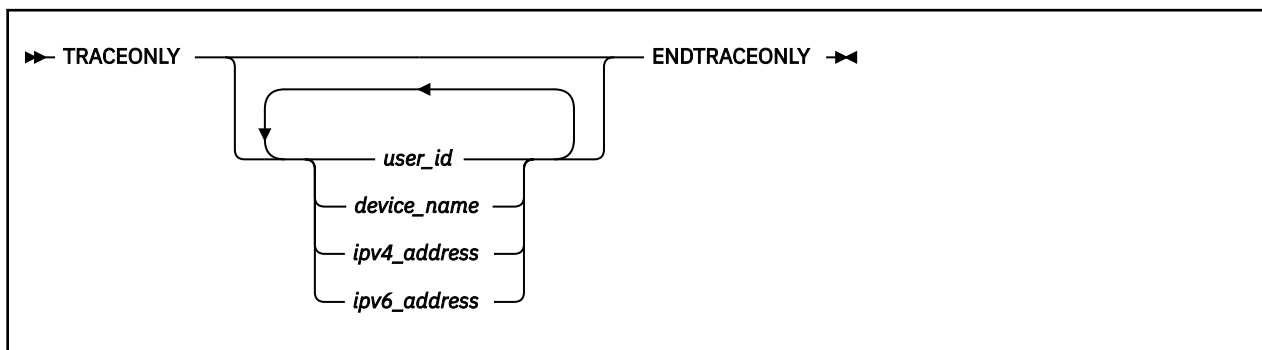 TRACEONLY ENDTRACEONLY
user_id
device_name
ipv4_address
ipv6_address